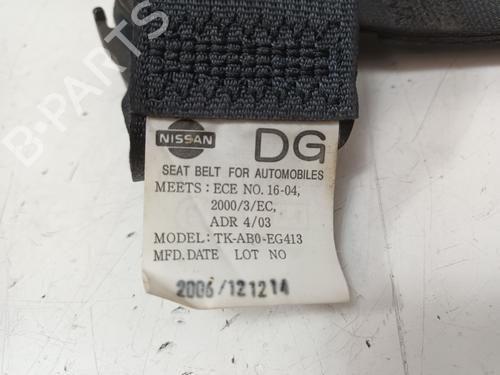 NISSAN
DG
SEAT BELT FOR AUTOMOBILES
MEETS: ECE NO. 16-04,
2000/3/EC,
ADR 4/03
MODEL: TK-AB0-EG413
MFD. DATE LOT NO
2006/121214
B-PARTS